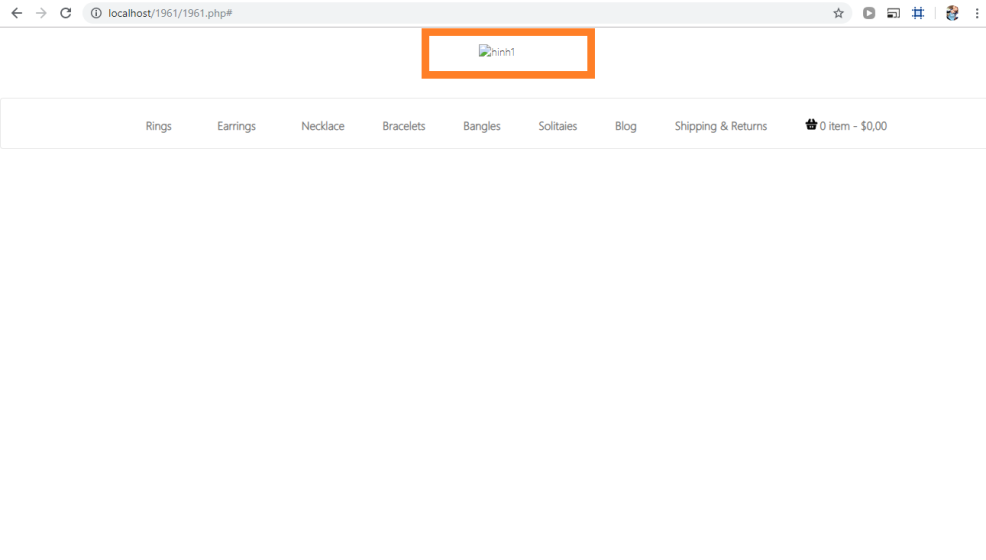 localhost/1961/1961.php#
hinh1
Rings Earrings Necklace Bracelets Bangles Solitaies Blog Shipping & Returns 0 item - $0,00